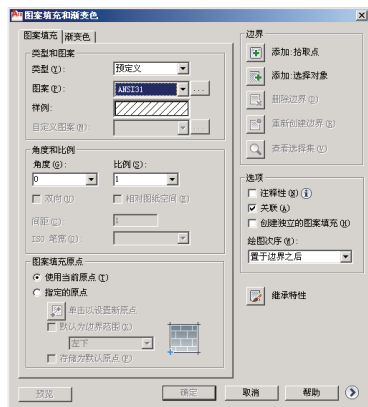 图案填充和渐变色
图案填充 渐变色
类型和图案
类型(Y): 预定义
图案(P): ANSI31
样例:
自定义图案(M):
角度和比例
角度(G): 比例(S):
0 1
双向(U) 相对图纸空间(E)
间距(C): 1
ISO 笔宽(O):
图案填充原点
使用当前原点(T)
指定的原点
单击以设置新原点
默认为边界范围(X)
左下
存储为默认原点(F)
边界
添加:拾取点
添加:选择对象
删除边界(D)
重新创建边界(R)
查看选择集(V)
选项
注释性(N)
关联(A)
创建独立的图案填充(H)
绘图次序(W):
置于边界之后
继承特性
预览 确定 取消 帮助